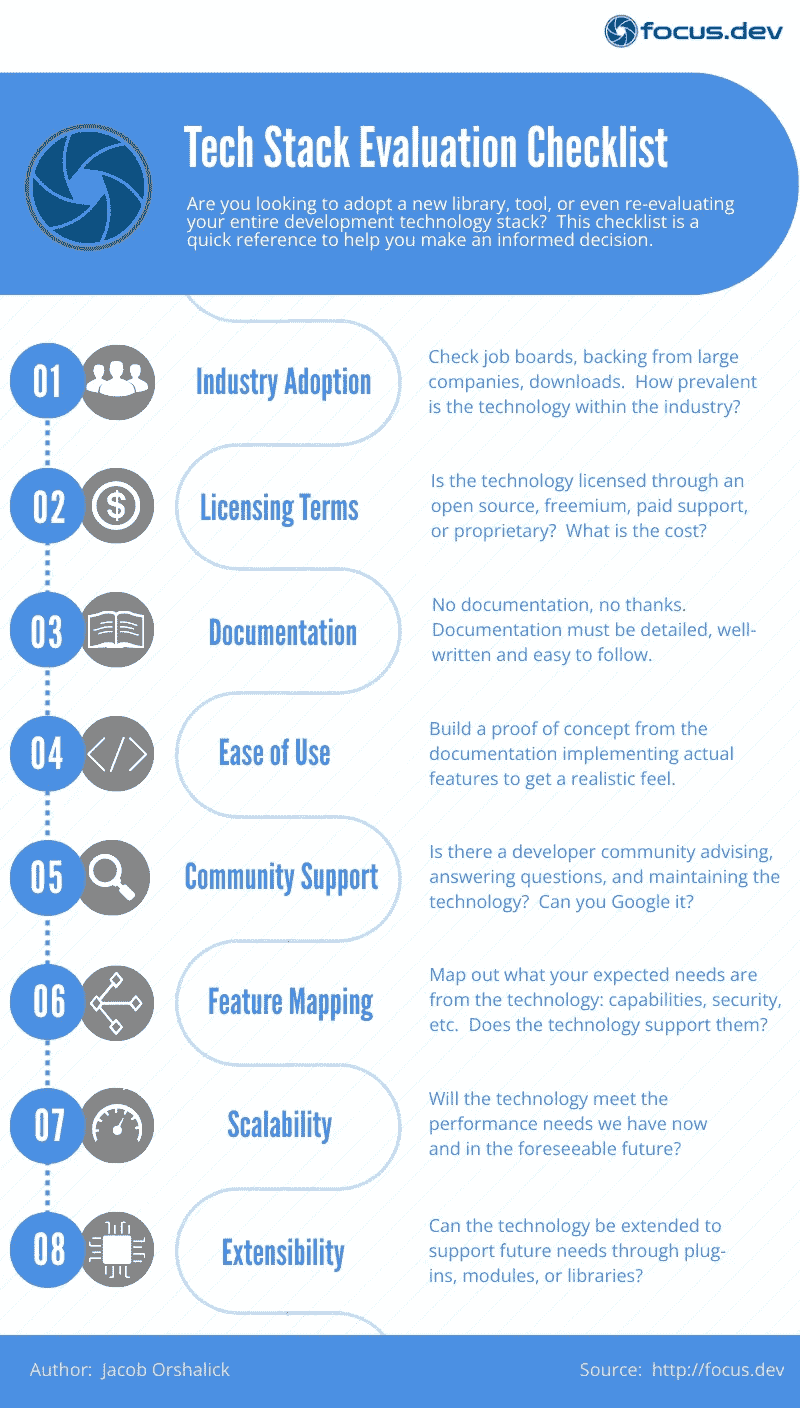 focus.dev
Tech Stack Evaluation Checklist
Are you looking to adopt a new library, tool, or even re-evaluating
your entire development technology stack?  This checklist is a
quick reference to help you make an informed decision.
01
Industry Adoption
Check job boards, backing from large
companies, downloads.  How prevalent
is the technology within the industry?
02
$
Licensing Terms
Is the technology licensed through an
open source, freemium, paid support,
or proprietary?  What is the cost?
03
Documentation
No documentation, no thanks.
Documentation must be detailed, well-
written and easy to follow.
04
</>
Ease of Use
Build a proof of concept from the
documentation implementing actual
features to get a realistic feel.
05
Community Support
Is there a developer community advising,
answering questions, and maintaining the
technology?  Can you Google it?
06
Feature Mapping
Map out what your expected needs are
from the technology: capabilities, security,
etc.  Does the technology support them?
07
Scalability
Will the technology meet the
performance needs we have now
and in the foreseeable future?
08
Extensibility
Can the technology be extended to
support future needs through plug-
ins, modules, or libraries?
Author:  Jacob Orshalick
Source:  http://focus.dev